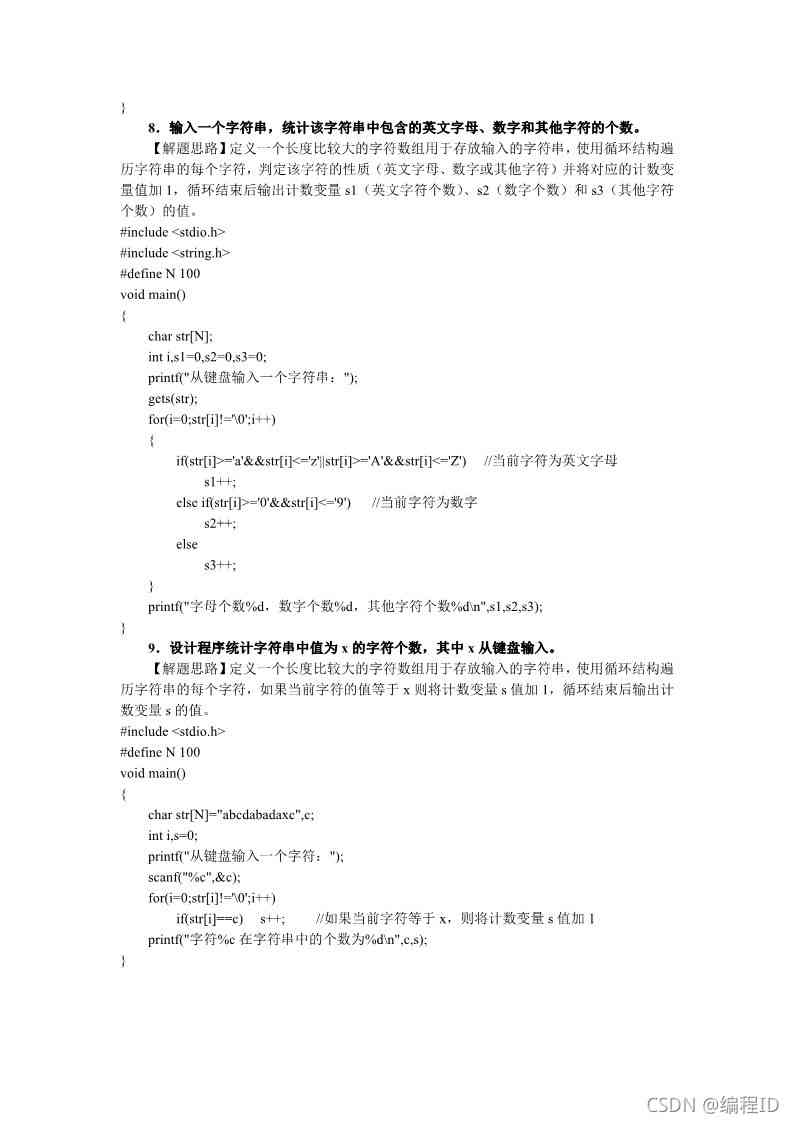 }
8．输入一个字符串，统计该字符串中包含的英文字母、数字和其他字符的个数。
【解题思路】定义一个长度比较大的字符数组用于存放输入的字符串，使用循环结构遍
历字符串的每个字符，判定该字符的性质（英文字母、数字或其他字符）并将对应的计数变
量值加 1，循环结束后输出计数变量 s1（英文字符个数）、s2（数字个数）和 s3（其他字符
个数）的值。
#include <stdio.h>
#include <string.h>
#define N 100
void main()
{
char str[N];
int i,s1=0,s2=0,s3=0;
printf("从键盘输入一个字符串：");
gets(str);
for(i=0;str[i]!='\0';i++)
{
if(str[i]>='a'&&str[i]<='z'||str[i]>='A'&&str[i]<='Z') //当前字符为英文字母
s1++;
else if(str[i]>='0'&&str[i]<='9') //当前字符为数字
s2++;
else
s3++;
}
printf("字母个数%d，数字个数%d，其他字符个数%d\n",s1,s2,s3);
}
9．设计程序统计字符串中值为 x 的字符个数，其中 x 从键盘输入。
【解题思路】定义一个长度比较大的字符数组用于存放输入的字符串，使用循环结构遍
历字符串的每个字符，如果当前字符的值等于 x 则将计数变量 s 值加 1，循环结束后输出计
数变量 s 的值。
#include <stdio.h>
#define N 100
void main()
{
char str[N]="abcdabadaxc",c;
int i,s=0;
printf("从键盘输入一个字符：");
scanf("%c",&c);
for(i=0;str[i]!='\0';i++)
if(str[i]==c) s++; //如果当前字符等于 x，则将计数变量 s 值加 1
printf("字符%c 在字符串中的个数为%d\n",c,s);
}
CSDN @编程ID